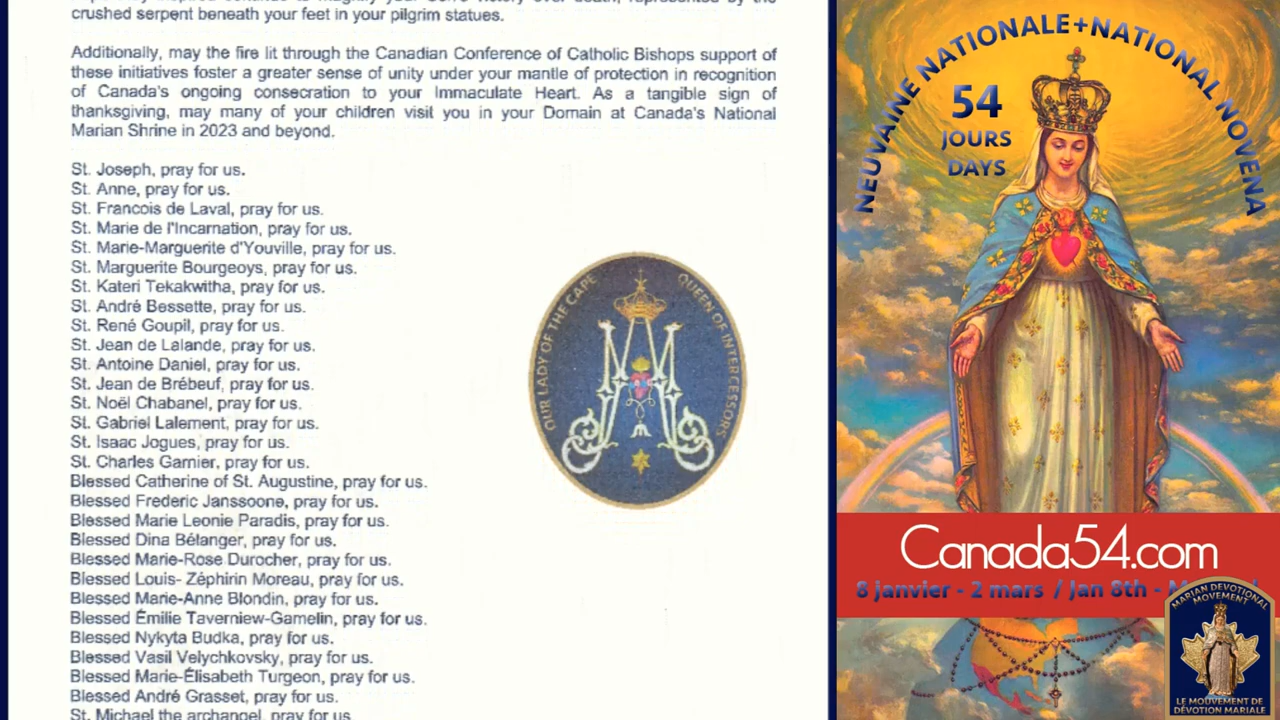 crushed serpent beneath your feet in your pilgrim statues.
Additionally, may the fire lit through the Canadian Conference of Catholic Bishops support of
these initiatives foster a greater sense of unity under your mantle of protection in recognition
of Canada's ongoing consecration to your Immaculate Heart. As a tangible sign of
thanksgiving, may many of your children visit you in your Domain at Canada's National
Marian Shrine in 2023 and beyond.
St. Joseph, pray for us.
St. Anne, pray for us.
St. Francois de Laval, pray for us.
St. Marie de l'Incarnation, pray for us.
St. Marie-Marguerite d'Youville, pray for us.
St. Marguerite Bourgeoys, pray for us.
St. Kateri Tekakwitha, pray for us.
St. André Bessette, pray for us.
St. René Goupil, pray for us.
St. Jean de Lalande, pray for us.
St. Antoine Daniel, pray for us.
St. Jean de Brébeuf, pray for us.
St. Noël Chabanel, pray for us.
St. Gabriel Lalement, pray for us.
St. Isaac Jogues, pray for us.
St. Charles Garnier, pray for us.
Blessed Catherine of St. Augustine, pray for us.
Blessed Frederic Janssoone, pray for us.
Blessed Marie Leonie Paradis, pray for us.
Blessed Dina Bélanger, pray for us.
Blessed Marie-Rose Durocher, pray for us.
Blessed Louis- Zéphirin Moreau, pray for us.
Blessed Marie-Anne Blondin, pray for us.
Blessed Émilie Taverniew-Gamelin, pray for us.
Blessed Nykyta Budka, pray for us.
Blessed Vasil Velychkovsky, pray for us.
Blessed Marie-Élisabeth Turgeon, pray for us.
Blessed André Grasset, pray for us.
St. Michael the archangel, pray for us
OUR LADY OF THE CAPE
QUEEN OF INTERCESSORS
NEUVAINE NATIONALE+NATIONAL NOVENA
54
JOURS
DAYS
Canada54.com
8 janvier - 2 mars / Jan 8th -
MARIAN DEVOTIONAL
MOVEMENT
LE MOUVEMENT DE
DÉVOTION MARIALE